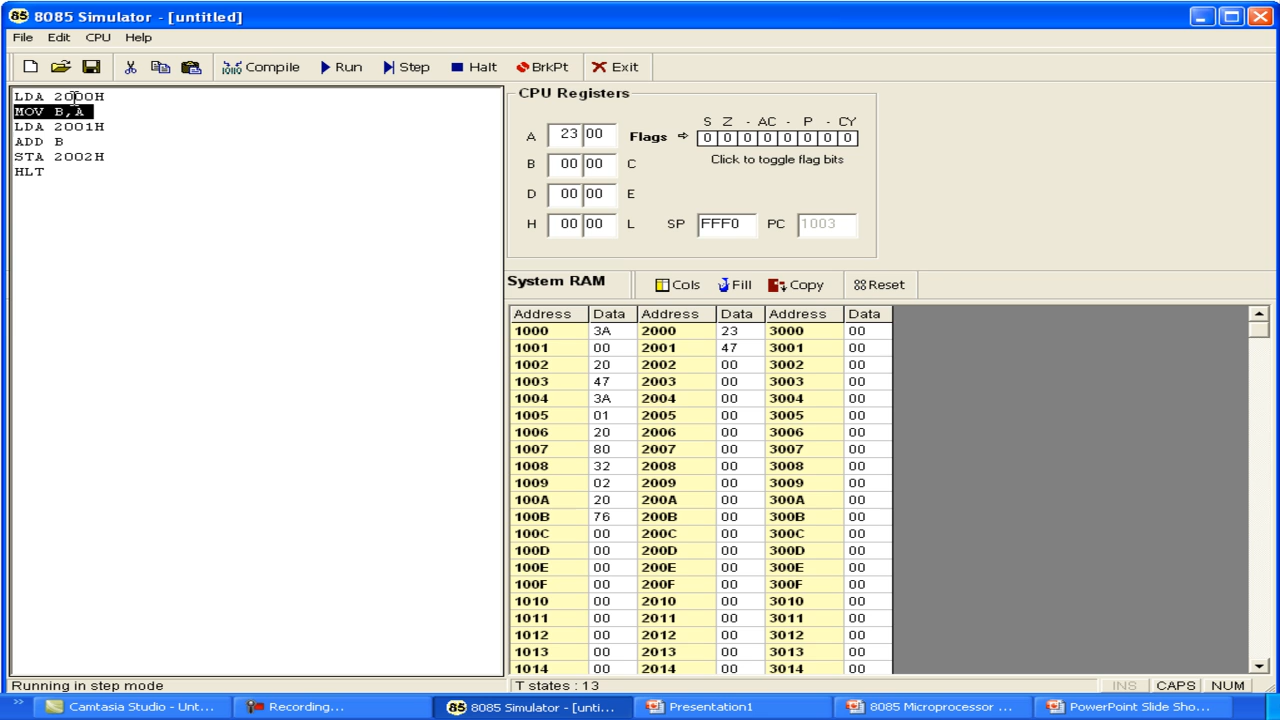 85 8085 Simulator - [untitled]
File Edit CPU Help
Compile Run Step Halt BrkPt Exit
LDA 2000H
MOV B,A
LDA 2001H
ADD B
STA 2002H
HLT
CPU Registers
S Z - AC - P - CY
A 23 00 Flags ⇨ 0 0 0 0 0 0 0 0
Click to toggle flag bits
B 00 00 C
D 00 00 E
H 00 00 L SP FFF0 PC 1003
System RAM Cols Fill Copy Reset
Address Data Address Data Address Data
1000 3A 2000 23 3000 00
1001 00 2001 47 3001 00
1002 20 2002 00 3002 00
1003 47 2003 00 3003 00
1004 3A 2004 00 3004 00
1005 01 2005 00 3005 00
1006 20 2006 00 3006 00
1007 80 2007 00 3007 00
1008 32 2008 00 3008 00
1009 02 2009 00 3009 00
100A 20 200A 00 300A 00
100B 76 200B 00 300B 00
100C 00 200C 00 300C 00
100D 00 200D 00 300D 00
100E 00 200E 00 300E 00
100F 00 200F 00 300F 00
1010 00 2010 00 3010 00
1011 00 2011 00 3011 00
1012 00 2012 00 3012 00
1013 00 2013 00 3013 00
1014 00 2014 00 3014 00
Running in step mode T states : 13 INS CAPS NUM
Camtasia Studio - Unt... Recording... 85 8085 Simulator - [unti... Presentation1 8085 Microprocessor ... PowerPoint Slide Sho...